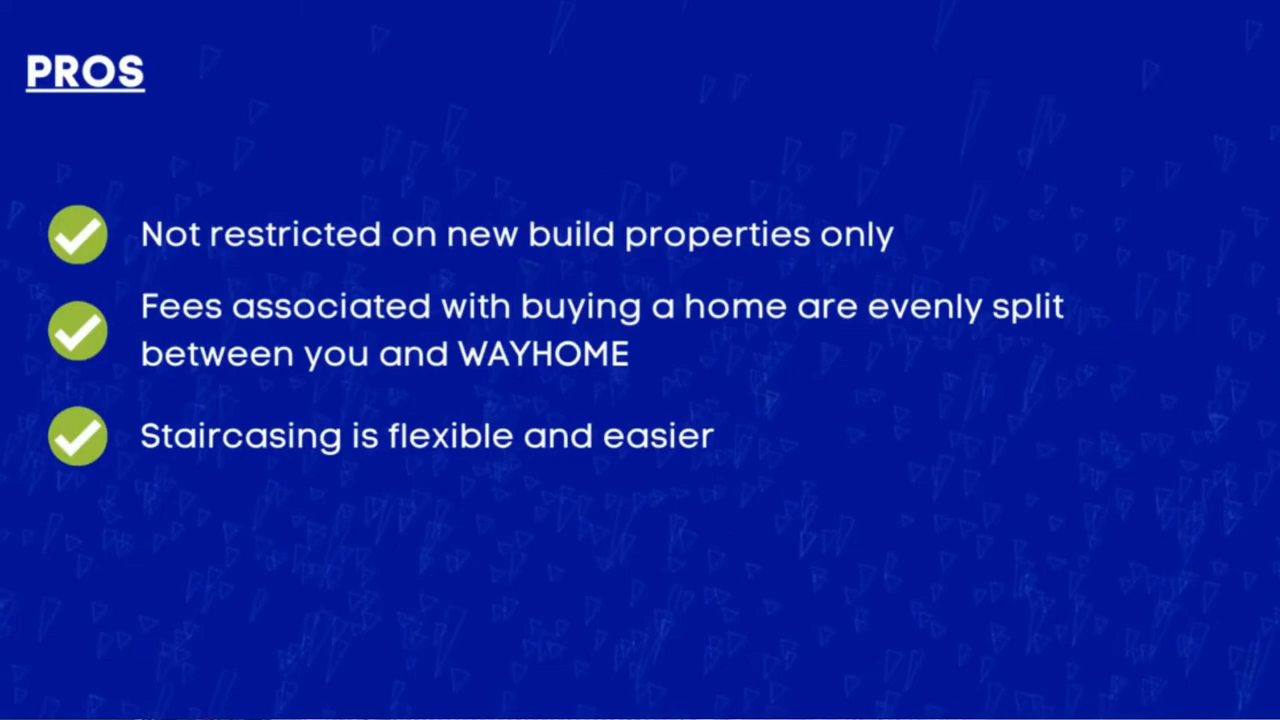 PROS
Not restricted on new build properties only
Fees associated with buying a home are evenly split
between you and WAYHOME
Staircasing is flexible and easier